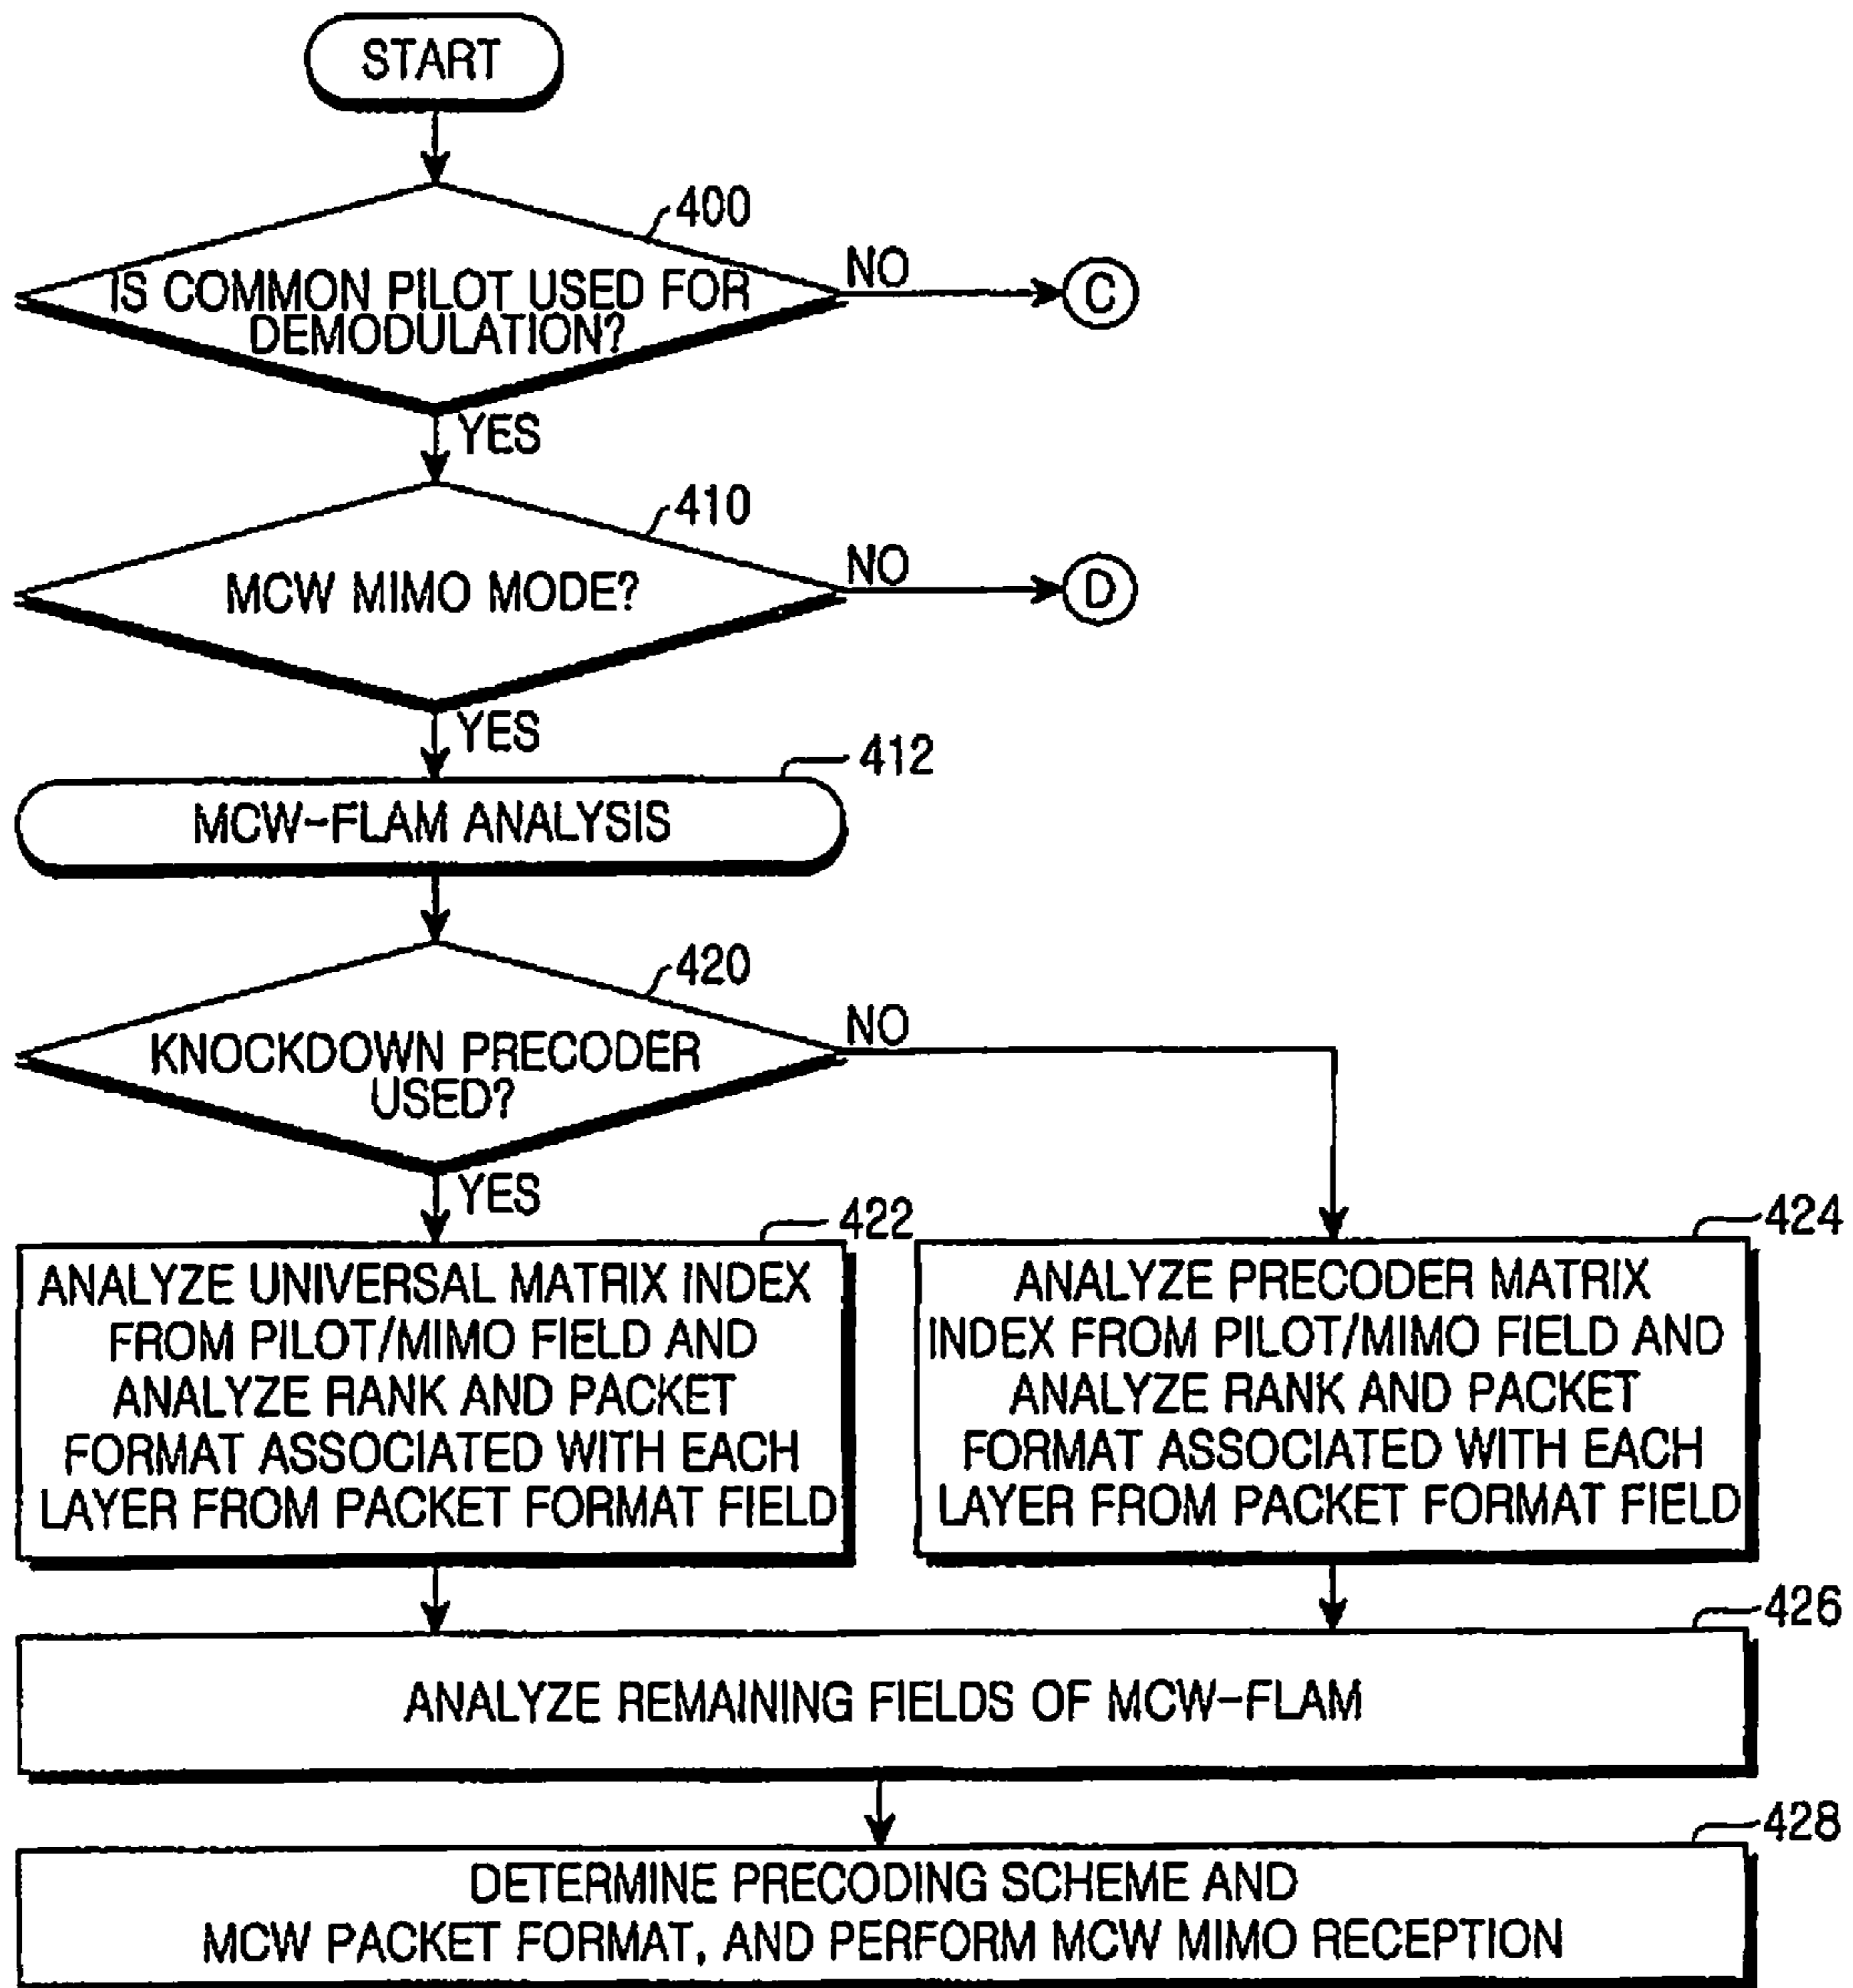 START
400
IS COMMON PILOT USED FOR
DEMODULATION?
NO
C
YES
410
MCW MIMO MODE?
NO
D
YES
412
MCW-FLAM ANALYSIS
420
KNOCKDOWN PRECODER
USED?
NO
YES
422
ANALYZE UNIVERSAL MATRIX INDEX
FROM PILOT/MIMO FIELD AND
ANALYZE RANK AND PACKET
FORMAT ASSOCIATED WITH EACH
LAYER FROM PACKET FORMAT FIELD
424
ANALYZE PRECODER MATRIX
INDEX FROM PILOT/MIMO FIELD AND
ANALYZE RANK AND PACKET
FORMAT ASSOCIATED WITH EACH
LAYER FROM PACKET FORMAT FIELD
426
ANALYZE REMAINING FIELDS OF MCW-FLAM
428
DETERMINE PRECODING SCHEME AND
MCW PACKET FORMAT, AND PERFORM MCW MIMO RECEPTION